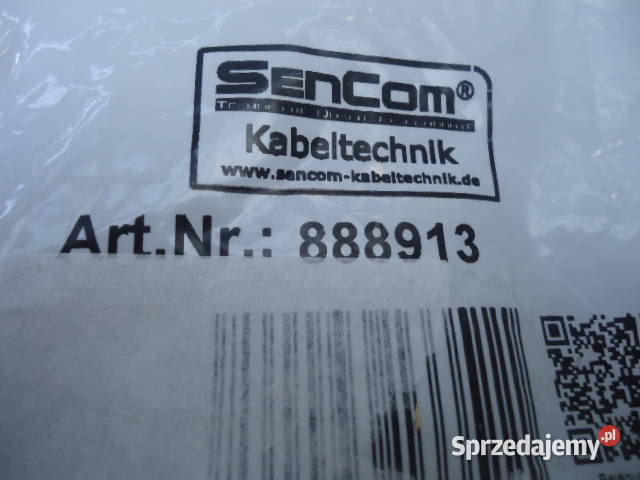 SENCOM®
Kabeltechnik
www.sencom-kabeltechnik.de
Art.Nr.: 888913
Sprzedajemy.pl